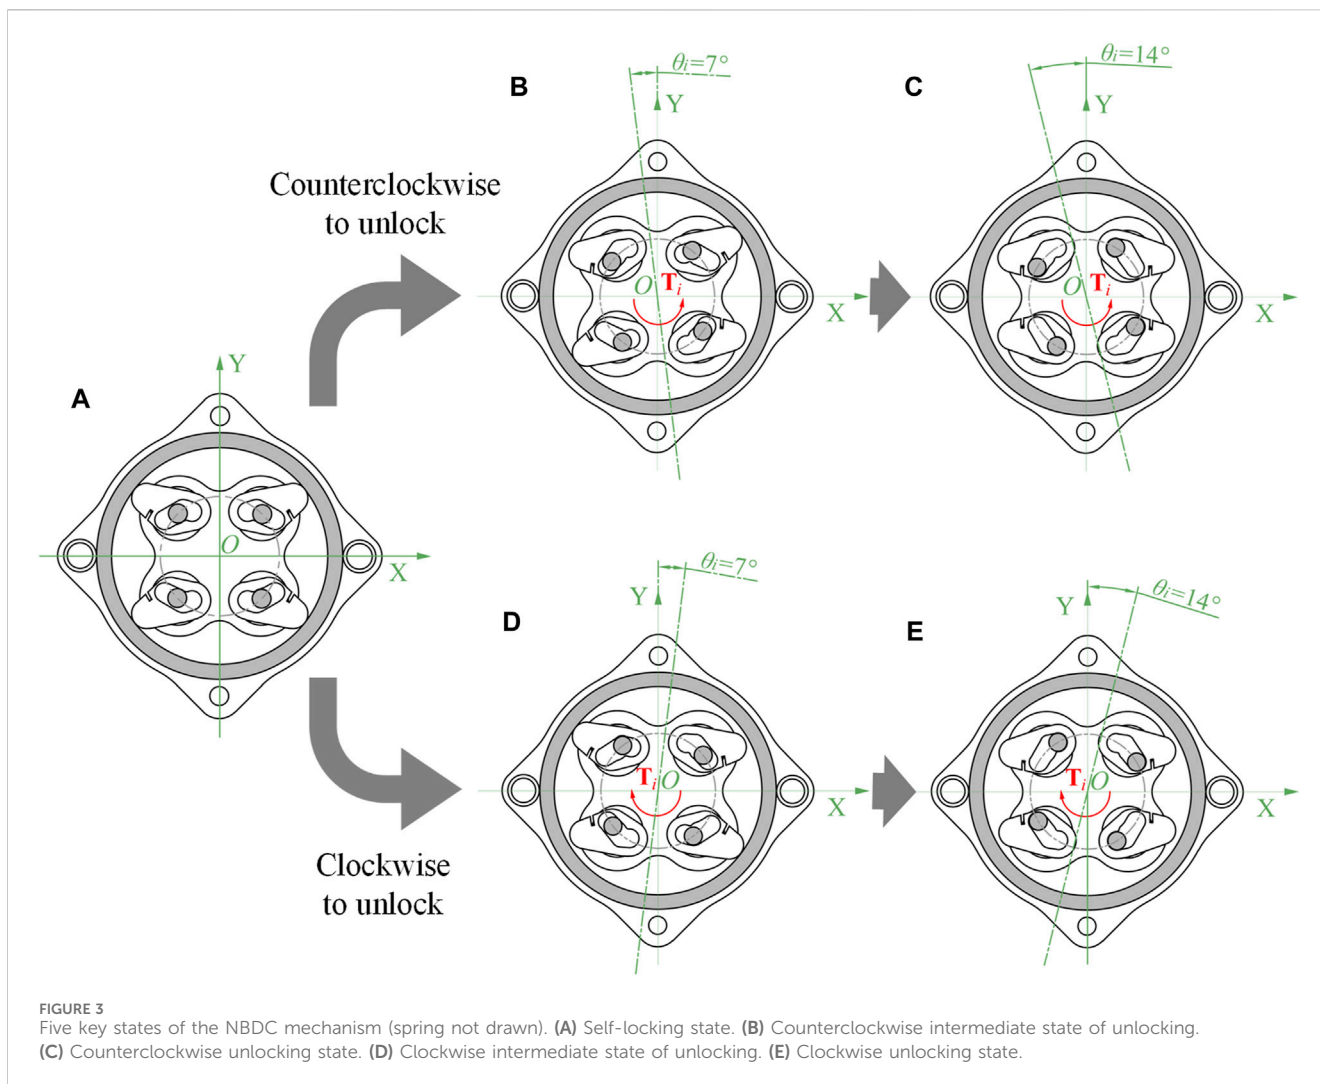 B
θi=7°
Y
C
θi=14°
Y
Counterclockwise
to unlock
O
Ti
X
O
Ti
X
A
Y
O
X
D
θi=7°
Y
E
θi=14°
Y
Ti
O
X
Ti
O
X
Clockwise
to unlock
FIGURE 3
Five key states of the NBDC mechanism (spring not drawn). (A) Self-locking state. (B) Counterclockwise intermediate state of unlocking.
(C) Counterclockwise unlocking state. (D) Clockwise intermediate state of unlocking. (E) Clockwise unlocking state.